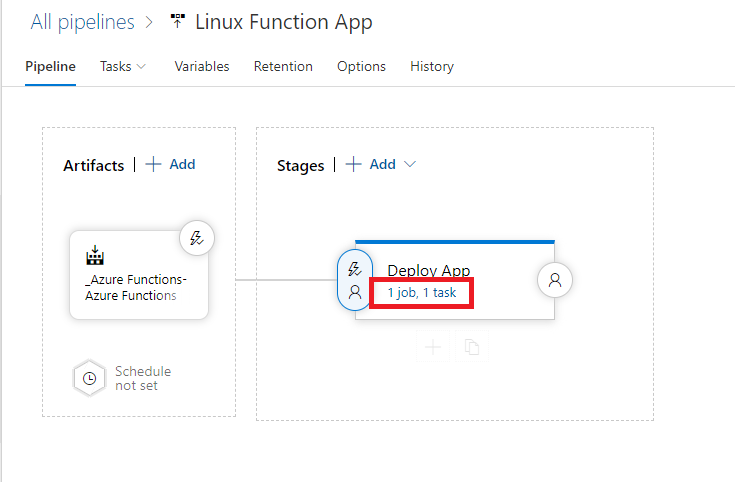 All pipelines > Linux Function App
Pipeline Tasks Variables Retention Options History
Artifacts | + Add
Stages | + Add
_Azure Functions-
Azure Functions
Deploy App
1 job, 1 task
Schedule
not set